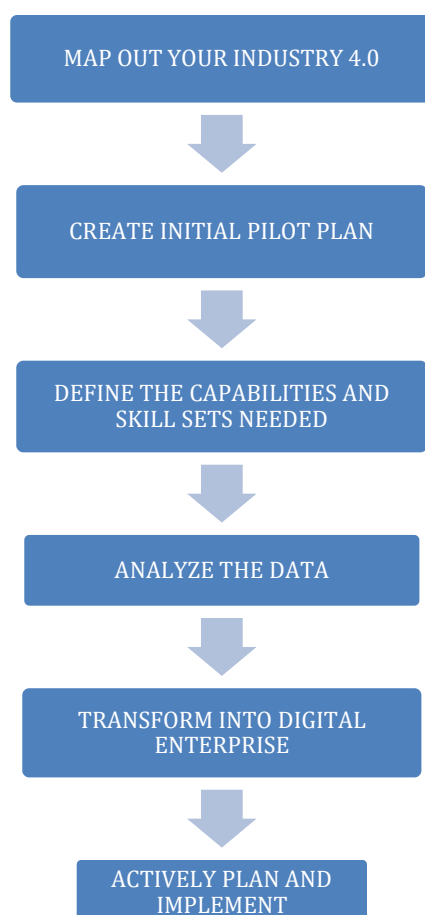 MAP OUT YOUR INDUSTRY 4.0
CREATE INITIAL PILOT PLAN
DEFINE THE CAPABILITIES AND
SKILL SETS NEEDED
ANALYZE THE DATA
TRANSFORM INTO DIGITAL
ENTERPRISE
ACTIVELY PLAN AND
IMPLEMENT